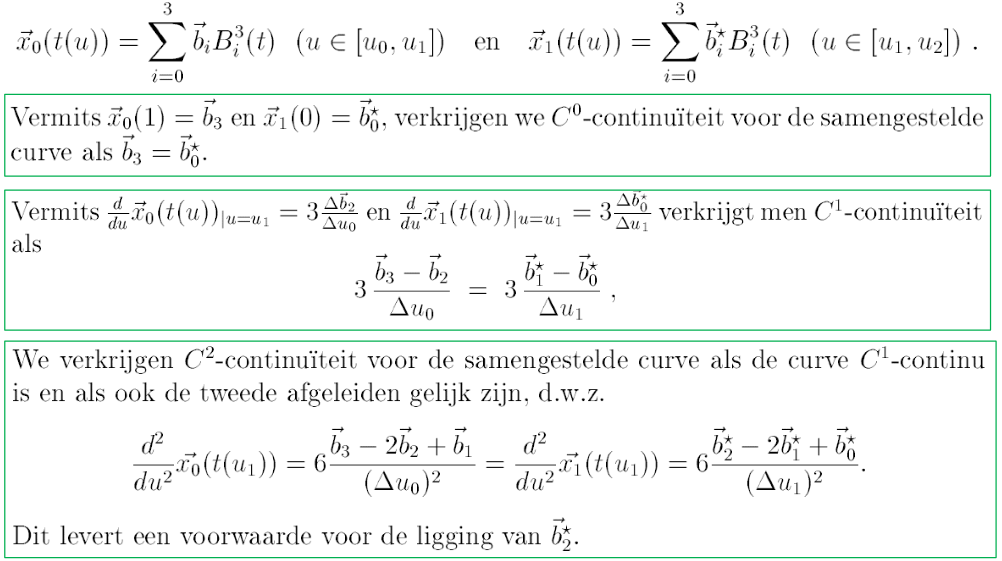 $\vec{x}_0(t(u)) = \sum_{i=0}^{3} \vec{b}_i B_i^3(t) \quad (u \in [u_0, u_1]) \quad \text{en} \quad \vec{x}_1(t(u)) = \sum_{i=0}^{3} \vec{b}_i^\star B_i^3(t) \quad (u \in [u_1, u_2]) \ .$
Vermits $\vec{x}_0(1) = \vec{b}_3$ en $\vec{x}_1(0) = \vec{b}_0^\star$, verkrijgen we $C^0$-continuïteit voor de samengestelde
curve als $\vec{b}_3 = \vec{b}_0^\star$.
Vermits $\frac{d}{du}\vec{x}_0(t(u))_{|u=u_1} = 3\frac{\Delta \vec{b}_2}{\Delta u_0}$ en $\frac{d}{du}\vec{x}_1(t(u))_{|u=u_1} = 3\frac{\Delta \vec{b}_0^\star}{\Delta u_1}$ verkrijgt men $C^1$-continuïteit
als
$3\,\frac{\vec{b}_3 - \vec{b}_2}{\Delta u_0} \ = \ 3\,\frac{\vec{b}_1^\star - \vec{b}_0^\star}{\Delta u_1} \ ,$
We verkrijgen $C^2$-continuïteit voor de samengestelde curve als de curve $C^1$-continu
is en als ook de tweede afgeleiden gelijk zijn, d.w.z.
$\frac{d^2}{du^2}\vec{x}_0(t(u_1)) = 6\frac{\vec{b}_3 - 2\vec{b}_2 + \vec{b}_1}{(\Delta u_0)^2} = \frac{d^2}{du^2}\vec{x}_1(t(u_1)) = 6\frac{\vec{b}_2^\star - 2\vec{b}_1^\star + \vec{b}_0^\star}{(\Delta u_1)^2}.$
Dit levert een voorwaarde voor de ligging van $\vec{b}_2^\star$.